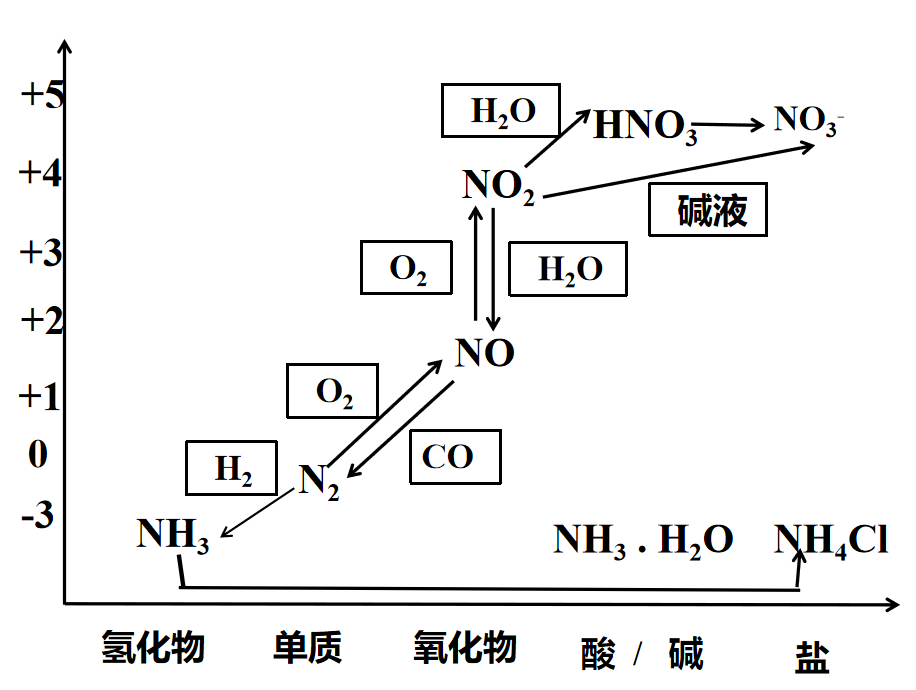 +5
H₂O
HNO₃
NO₃⁻
+4
NO₂
碱液
+3
O₂
H₂O
+2
NO
+1
O₂
0
H₂
N₂
CO
-3
NH₃
NH₃ . H₂O
NH₄Cl
氢化物
单质
氧化物
酸 / 碱
盐